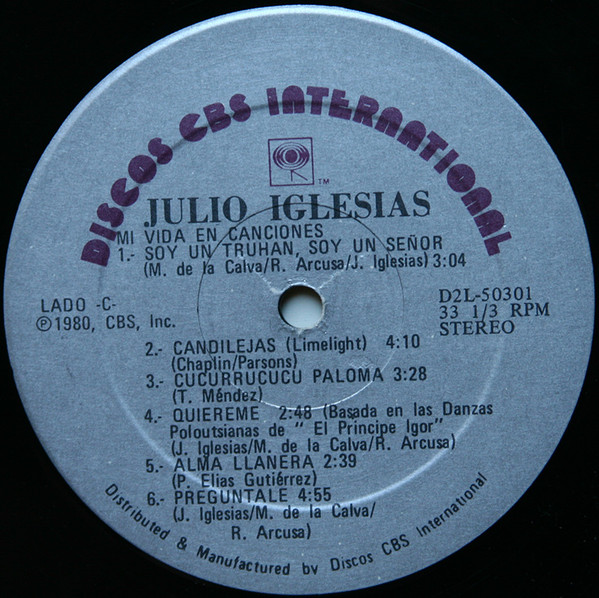 DISCOS CBS INTERNATIONAL
TM
JULIO IGLESIAS
MI VIDA EN CANCIONES
1.- SOY UN TRUHAN, SOY UN SEÑOR
(M. de la Calva/R. Arcusa/J. Iglesias) 3:04
LADO -C-
Ⓟ1980, CBS, Inc.
D2L-50301
33 1/3 RPM
STEREO
2.- CANDILEJAS (Limelight) 4:10
(Chaplin/Parsons)
3.- CUCURRUCUCU PALOMA 3:28
(T. Méndez)
4.- QUIEREME 2:48 (Basada en las Danzas
Poloutsianas de " El Principe Igor"
(J. Iglesias/M. de la Calva/R. Arcusa)
5.- ALMA LLANERA 2:39
(P. Elias Gutiérrez)
6.- PREGUNTALE 4:55
(J. Iglesias/M. de la Calva/
R. Arcusa)
Distributed & Manufactured by Discos CBS International